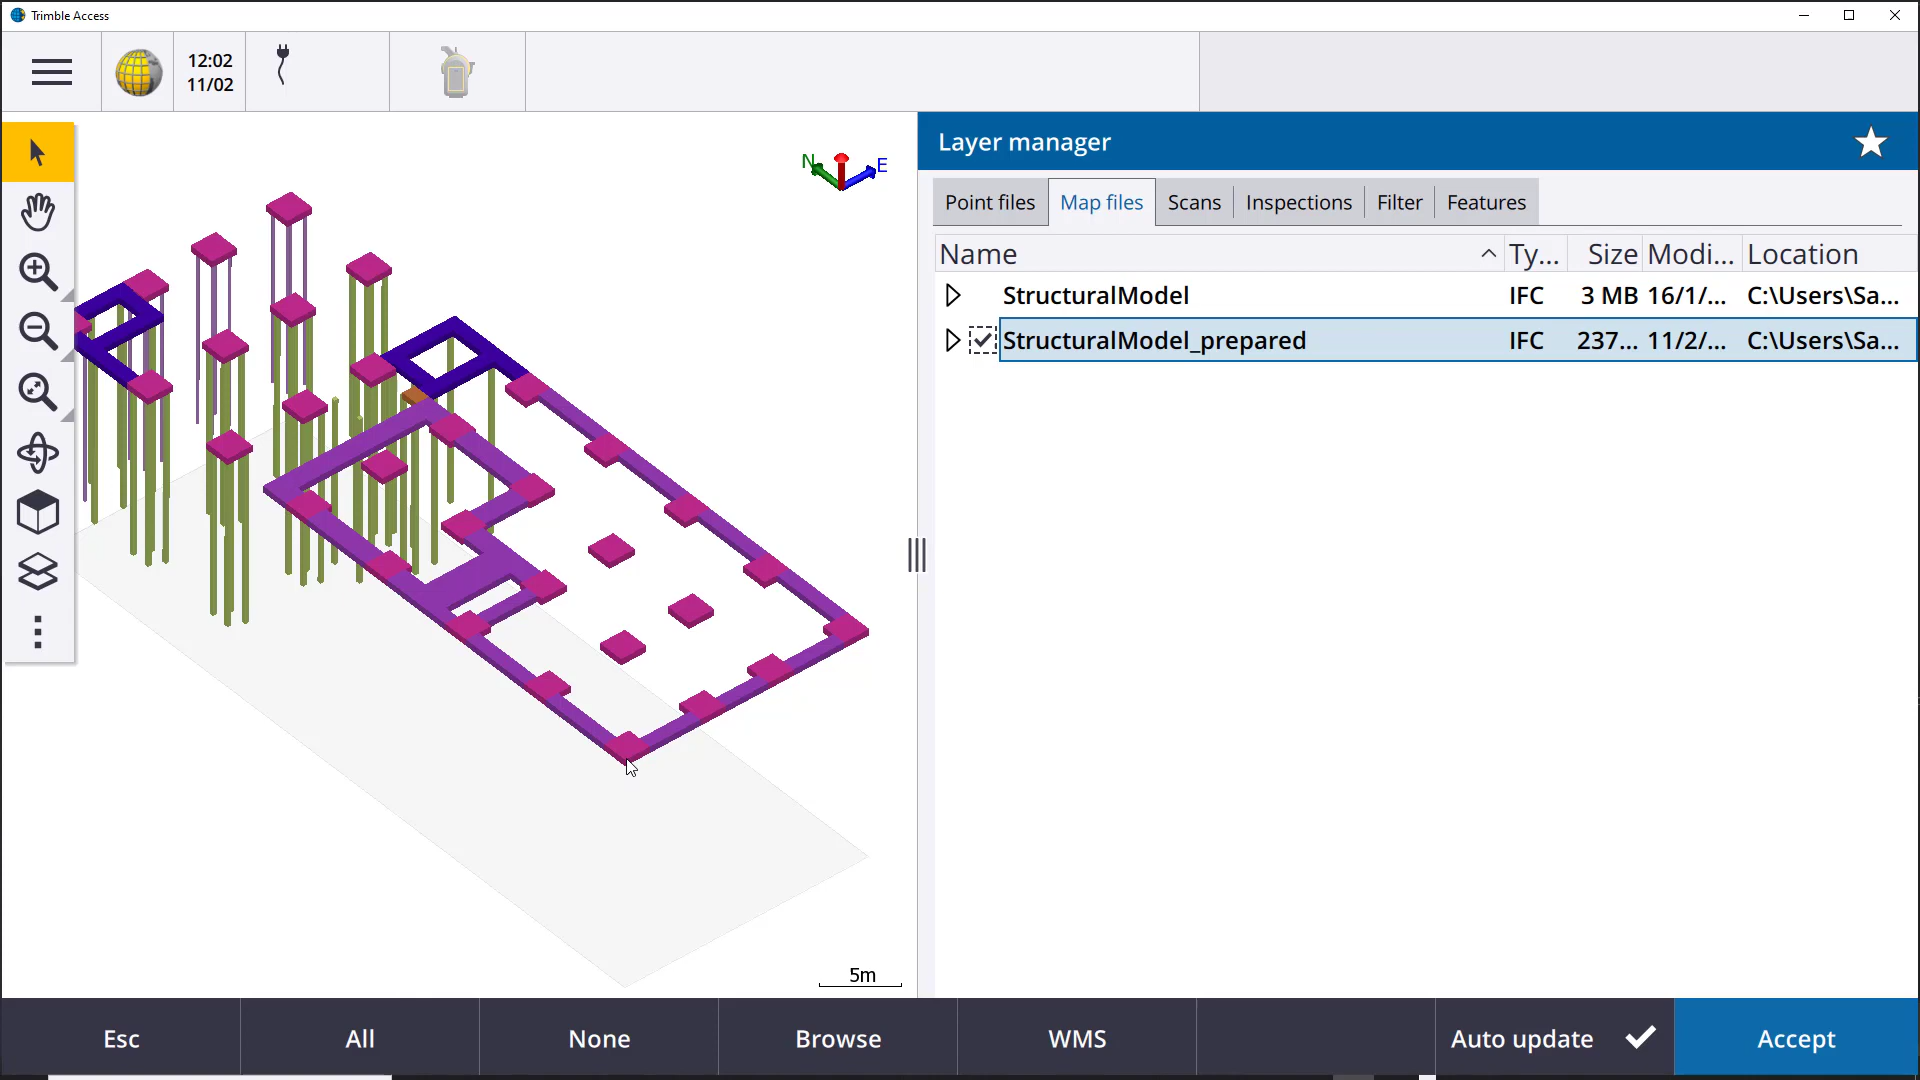 Trimble Access
12:02
11/02
N
E
5m
Layer manager
Point files
Map files
Scans
Inspections
Filter
Features
Name Ty... Size Modi... Location
StructuralModel IFC 3 MB 16/1/... C:\Users\Sa...
StructuralModel_prepared IFC 237... 11/2/... C:\Users\Sa...
Esc
All
None
Browse
WMS
Auto update
Accept